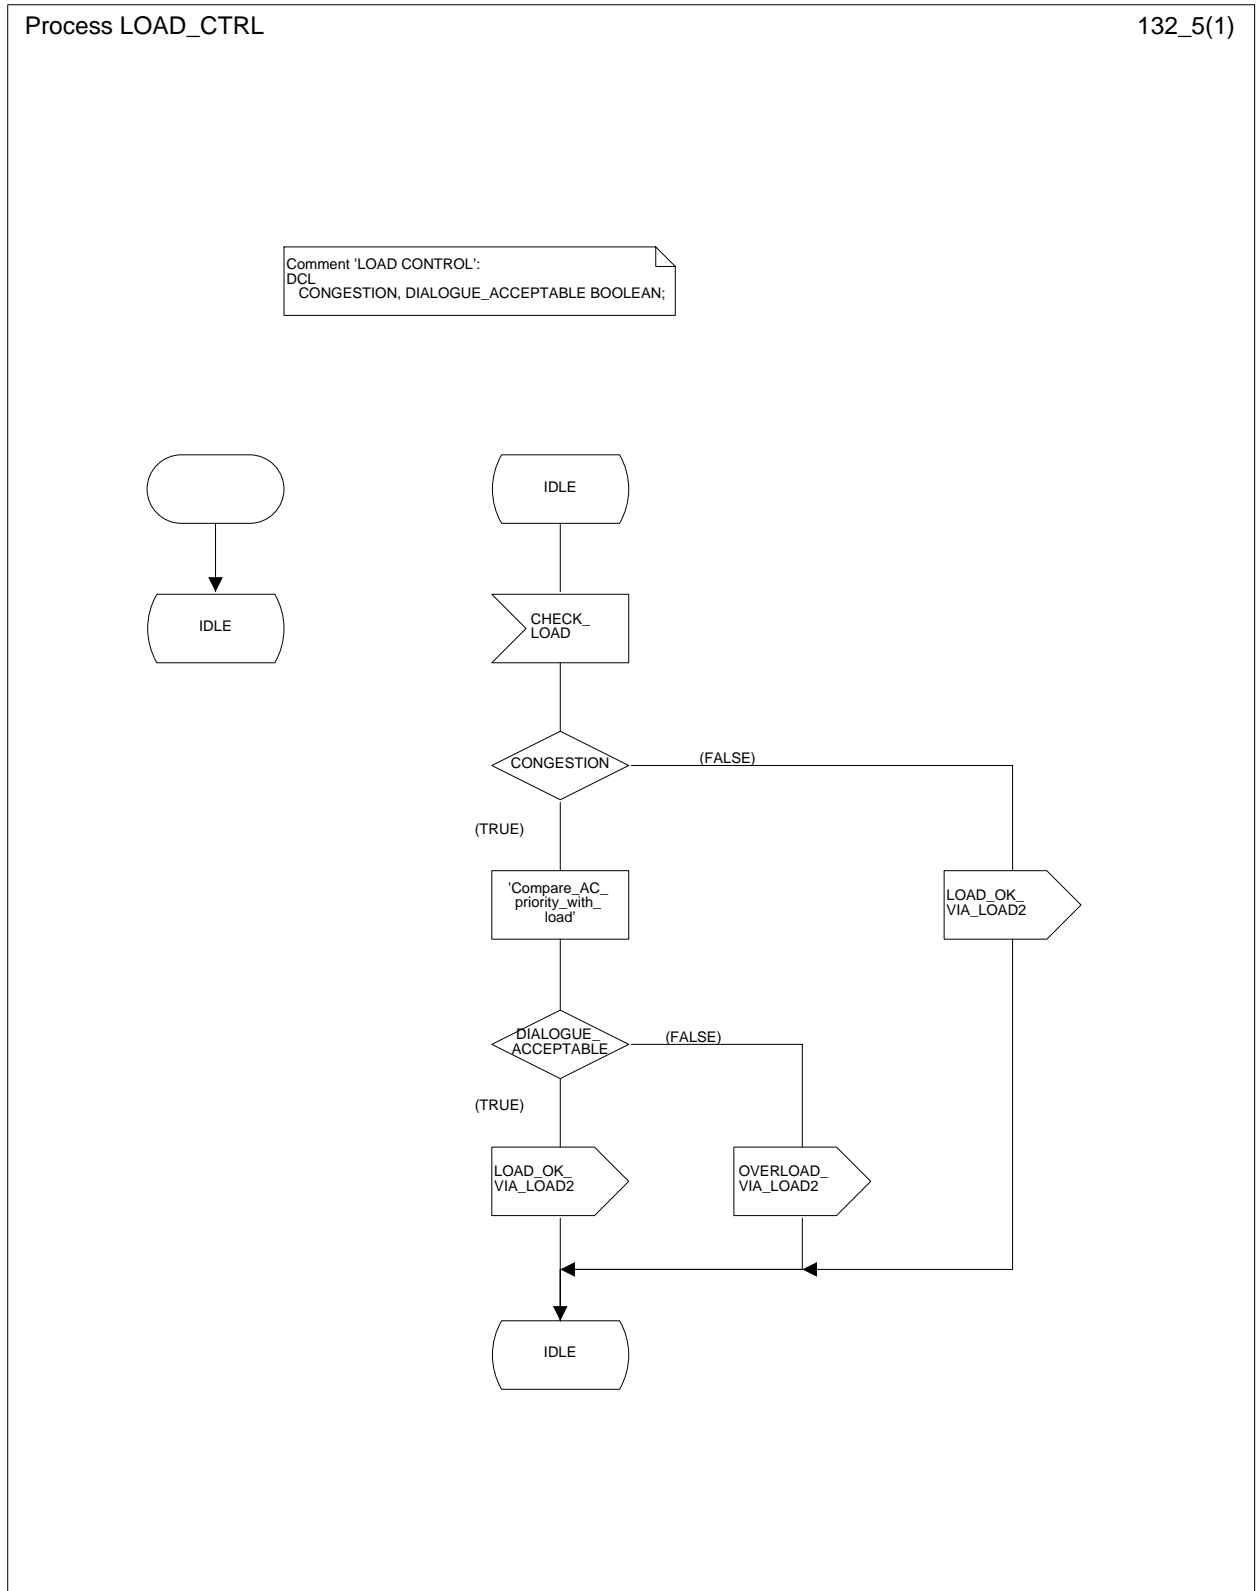 Process LOAD_CTRL
132_5(1)
Comment 'LOAD CONTROL':
DCL
CONGESTION, DIALOGUE_ACCEPTABLE BOOLEAN;
IDLE
IDLE
CHECK_
LOAD
CONGESTION
(FALSE)
(TRUE)
'Compare_AC_
priority_with_
load'
LOAD_OK_
VIA_LOAD2
DIALOGUE_
ACCEPTABLE
(FALSE)
(TRUE)
LOAD_OK_
VIA_LOAD2
OVERLOAD_
VIA_LOAD2
IDLE